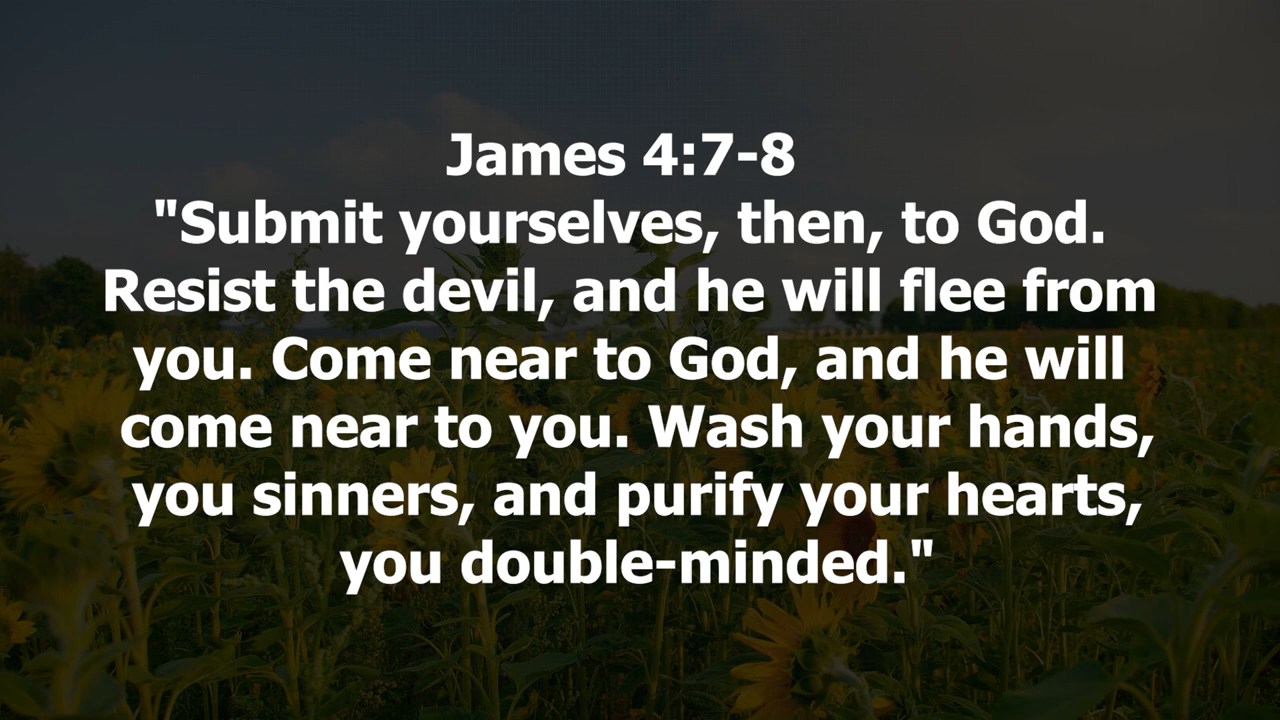 James 4:7-8
"Submit yourselves, then, to God.
Resist the devil, and he will flee from
you. Come near to God, and he will
come near to you. Wash your hands,
you sinners, and purify your hearts,
you double-minded."